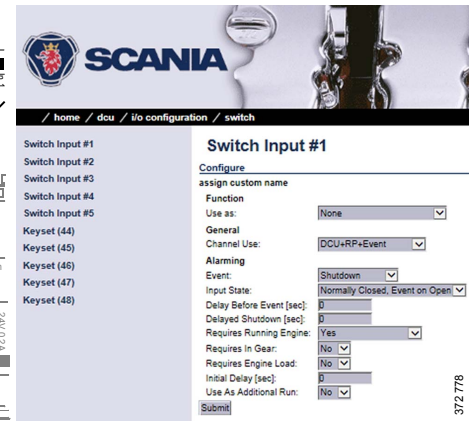 SCANIA
/ home / dcu / i/o configuration / switch
Switch Input #1
Switch Input #2
Switch Input #3
Switch Input #4
Switch Input #5
Keyset (44)
Keyset (45)
Keyset (46)
Keyset (47)
Keyset (48)
Switch Input #1
Configure
assign custom name
Function
Use as: None
General
Channel Use: DCU+RP+Event
Alarming
Event: Shutdown
Input State: Normally Closed, Event on Open
Delay Before Event [sec]: 0
Delayed Shutdown [sec]: 0
Requires Running Engine: Yes
Requires In Gear: No
Requires Engine Load: No
Initial Delay [sec]: 0
Use As Additional Run: No
Submit
372 778